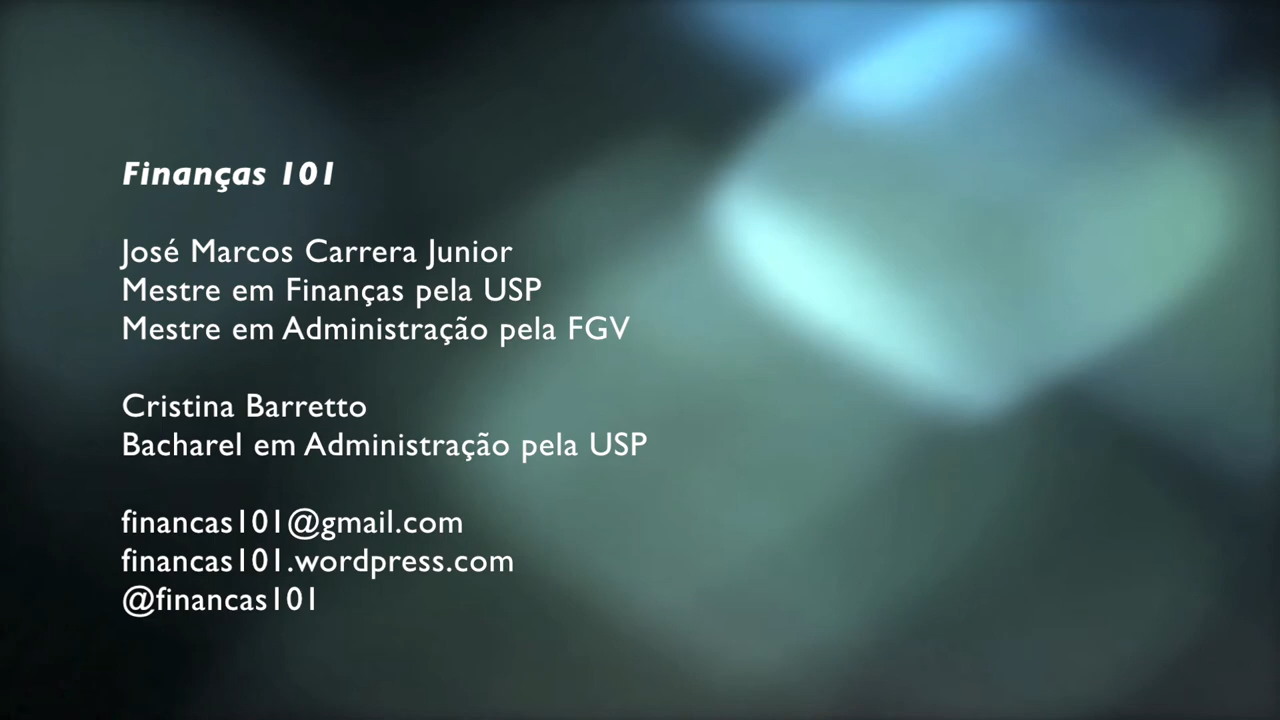 Finanças 101
José Marcos Carrera Junior
Mestre em Finanças pela USP
Mestre em Administração pela FGV
Cristina Barretto
Bacharel em Administração pela USP
financas101@gmail.com
financas101.wordpress.com
@financas101